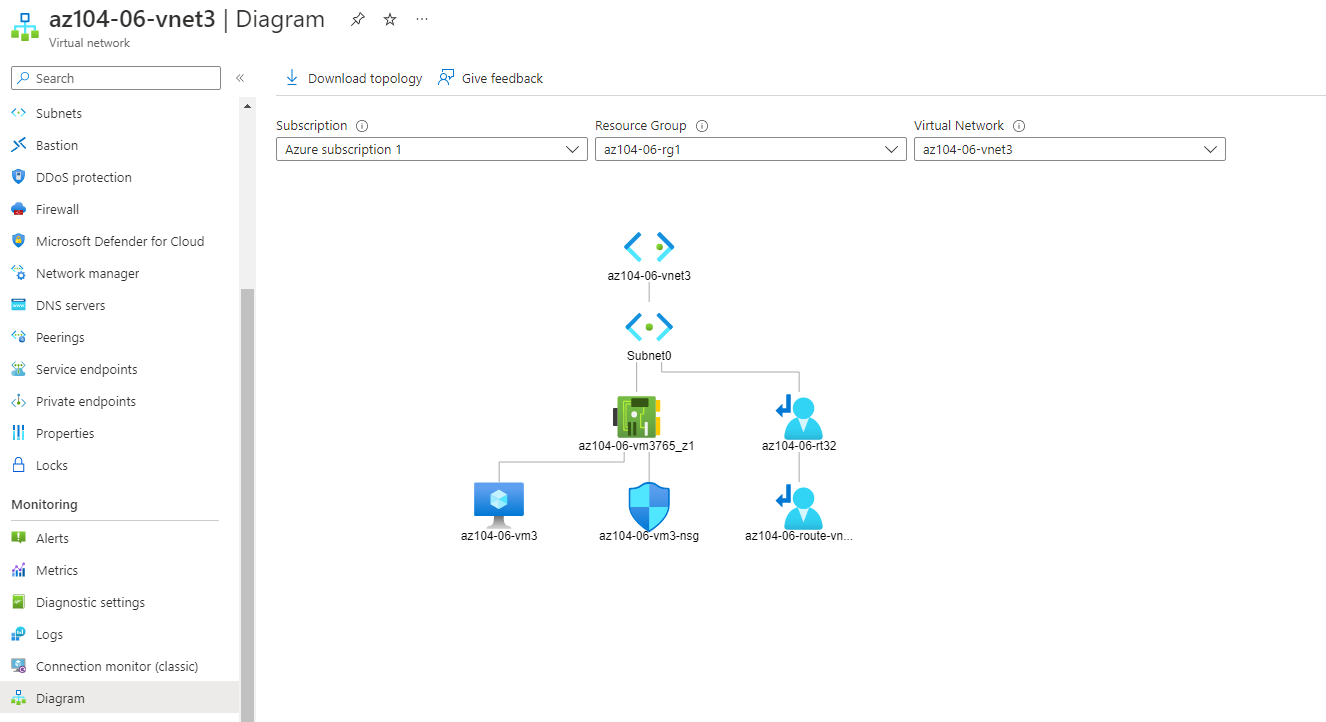 az104-06-vnet3 | Diagram
Virtual network
Search
Download topology
Give feedback
Subnets
Bastion
DDoS protection
Firewall
Microsoft Defender for Cloud
Network manager
DNS servers
Peerings
Service endpoints
Private endpoints
Properties
Locks
Monitoring
Alerts
Metrics
Diagnostic settings
Logs
Connection monitor (classic)
Diagram
Subscription
Resource Group
Virtual Network
Azure subscription 1
az104-06-rg1
az104-06-vnet3
az104-06-vnet3
Subnet0
az104-06-vm3765_z1
az104-06-rt32
az104-06-vm3
az104-06-vm3-nsg
az104-06-route-vn...